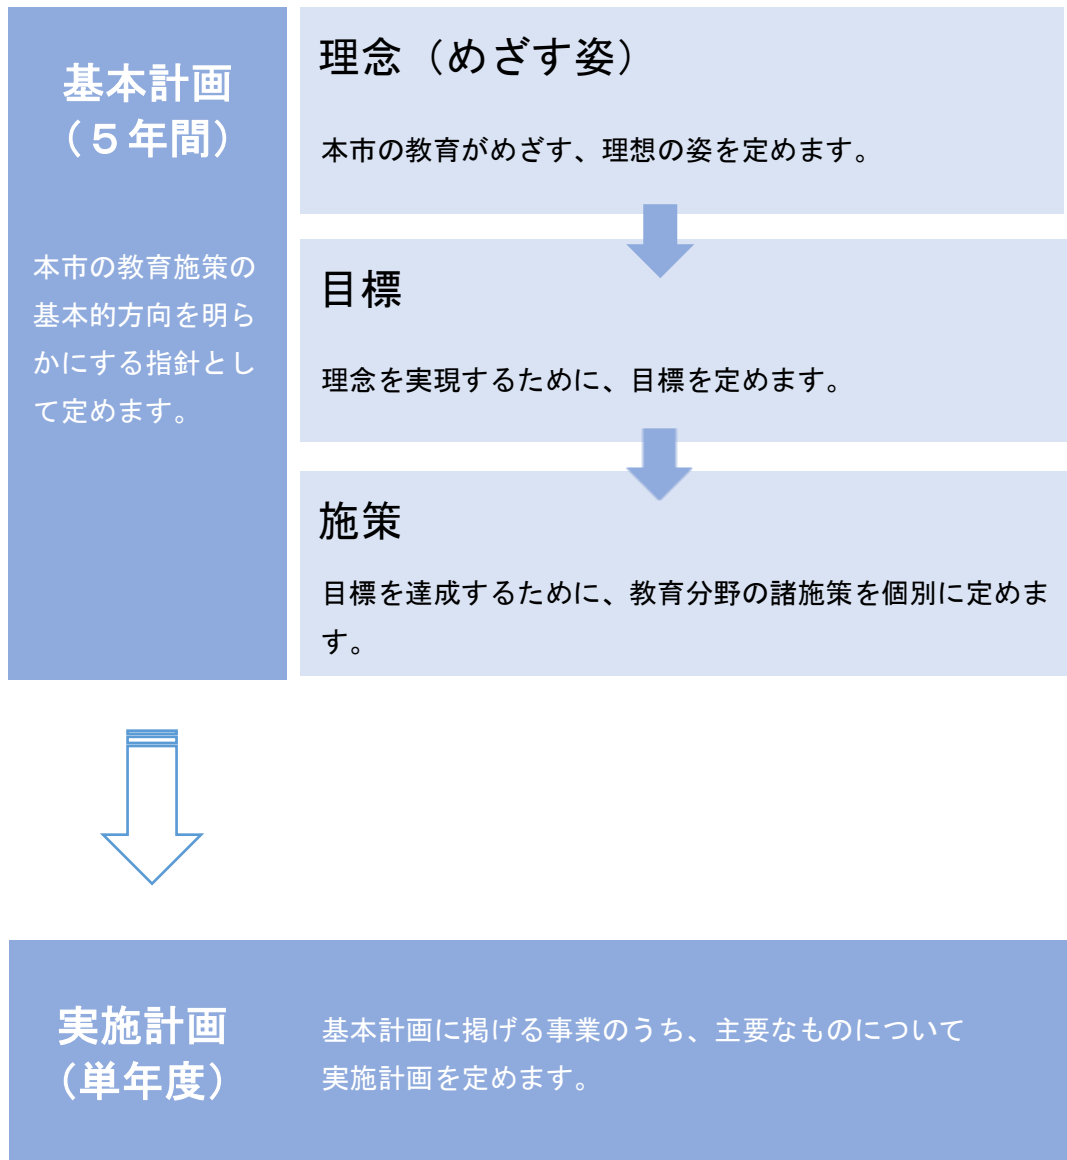 基本計画
（５年間）
本市の教育施策の
基本的方向を明ら
かにする指針とし
て定めます。
理念（めざす姿）
本市の教育がめざす、理想の姿を定めます。
目標
理念を実現するために、目標を定めます。
施策
目標を達成するために、教育分野の諸施策を個別に定めま
す。
実施計画
（単年度）
基本計画に掲げる事業のうち、主要なものについて
実施計画を定めます。